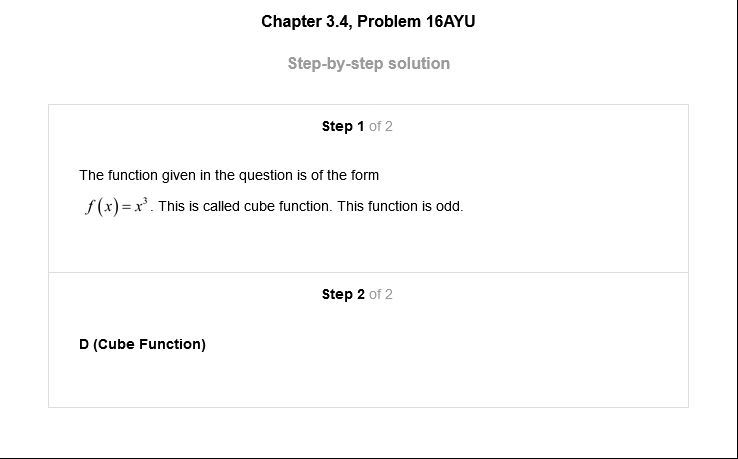 Chapter 3.4, Problem 16AYU
Step-by-step solution
Step 1 of 2
The function given in the question is of the form
f(x)=x³. This is called cube function. This function is odd.
Step 2 of 2
D (Cube Function)